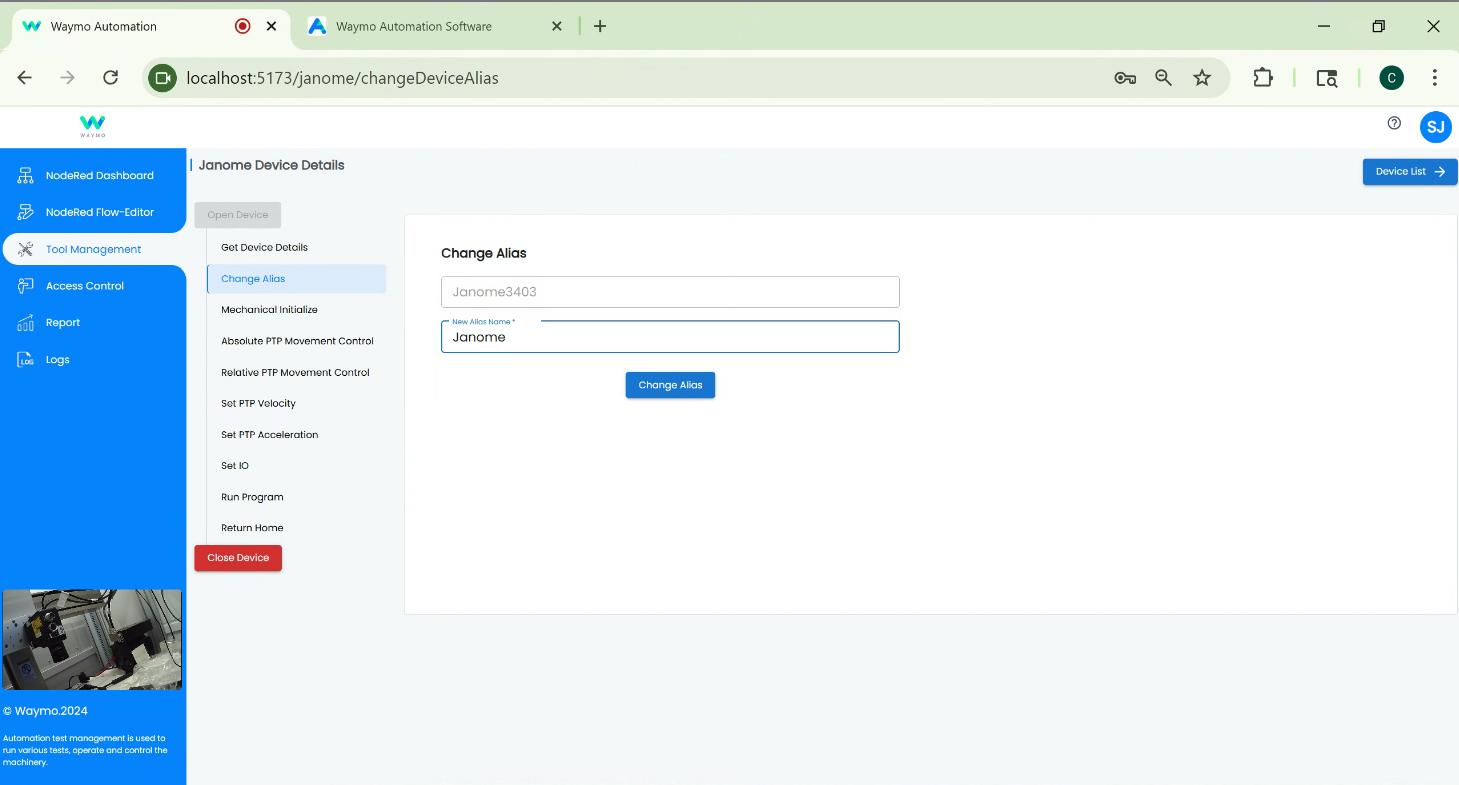 Waymo Automation
Waymo Automation Software
localhost:5173/janome/changeDeviceAlias
C
WAYMO
SJ
NodeRed Dashboard
NodeRed Flow-Editor
Tool Management
Access Control
Report
LOG
Logs
Janome Device Details
Device List
Open Device
Get Device Details
Change Alias
Mechanical Initialize
Absolute PTP Movement Control
Relative PTP Movement Control
Set PTP Velocity
Set PTP Acceleration
Set IO
Run Program
Return Home
Close Device
Change Alias
Janome3403
New Alias Name *
Janome
Change Alias
© Waymo.2024
Automation test management is used to
run various tests, operate and control the
machinery.